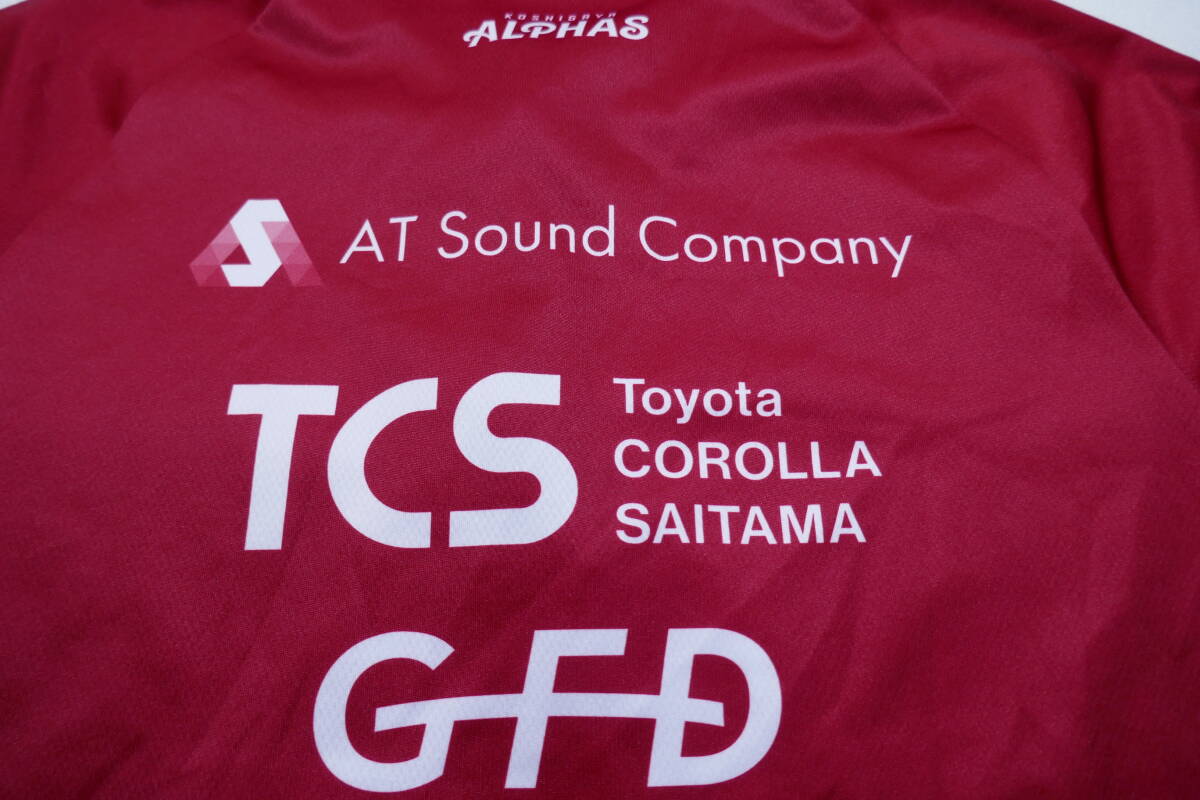 KOSHIGAYA
ALPHAS
AT Sound Company
TCS
Toyota
COROLLA
SAITAMA
GFD